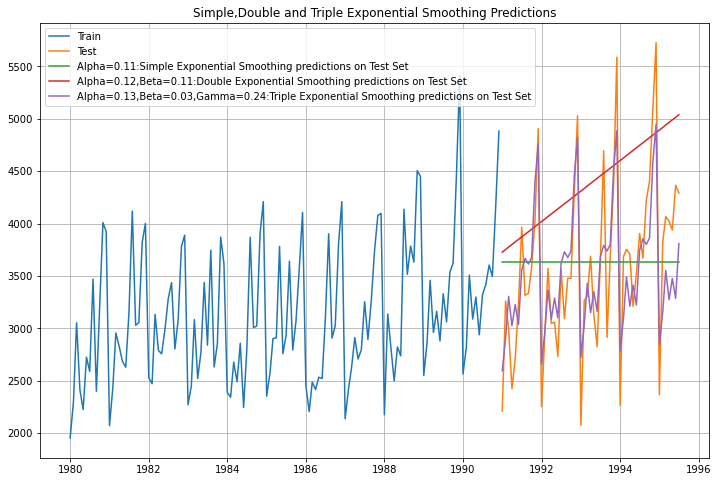 Simple,Double and Triple Exponential Smoothing Predictions
Train
Test
Alpha=0.11:Simple Exponential Smoothing predictions on Test Set
Alpha=0.12,Beta=0.11:Double Exponential Smoothing predictions on Test Set
Alpha=0.13,Beta=0.03,Gamma=0.24:Triple Exponential Smoothing predictions on Test Set
5500
5000
4500
4000
3500
3000
2500
2000
1980 1982 1984 1986 1988 1990 1992 1994 1996